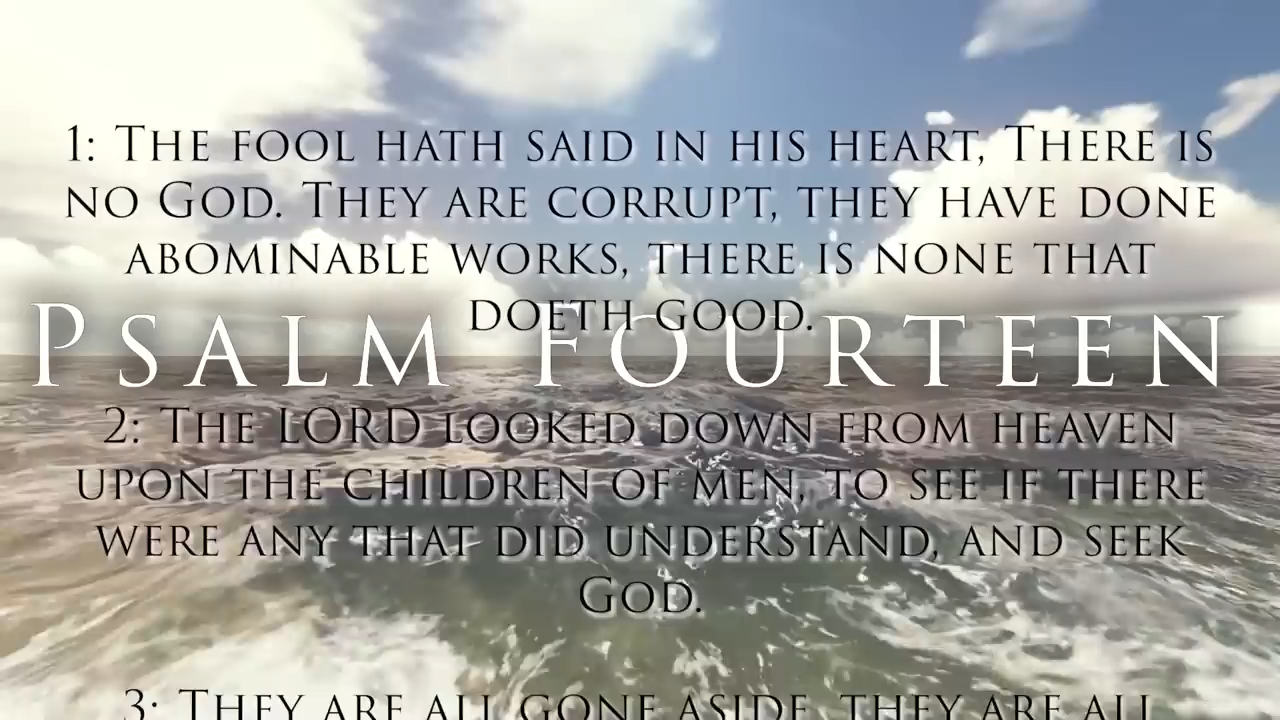 1: The fool hath said in his heart, There is
no God. They are corrupt, they have done
abominable works, there is none that
doeth good.
Psalm Fourteen
2: The LORD looked down from heaven
upon the children of men, to see if there
were any that did understand, and seek
God.
3: They are all gone aside, they are all